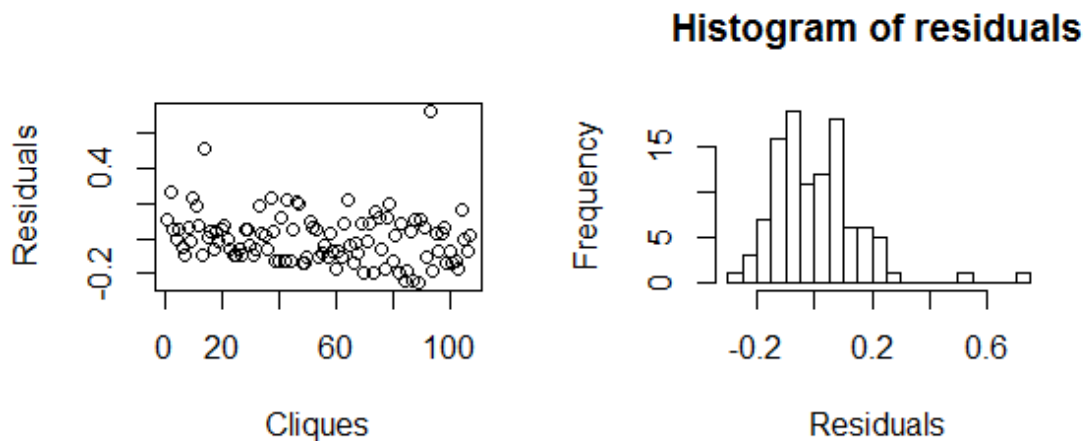 Residuals
0.4
-0.2
0 20 60 100
Cliques
Histogram of residuals
Frequency
15
5
0
-0.2 0.2 0.6
Residuals